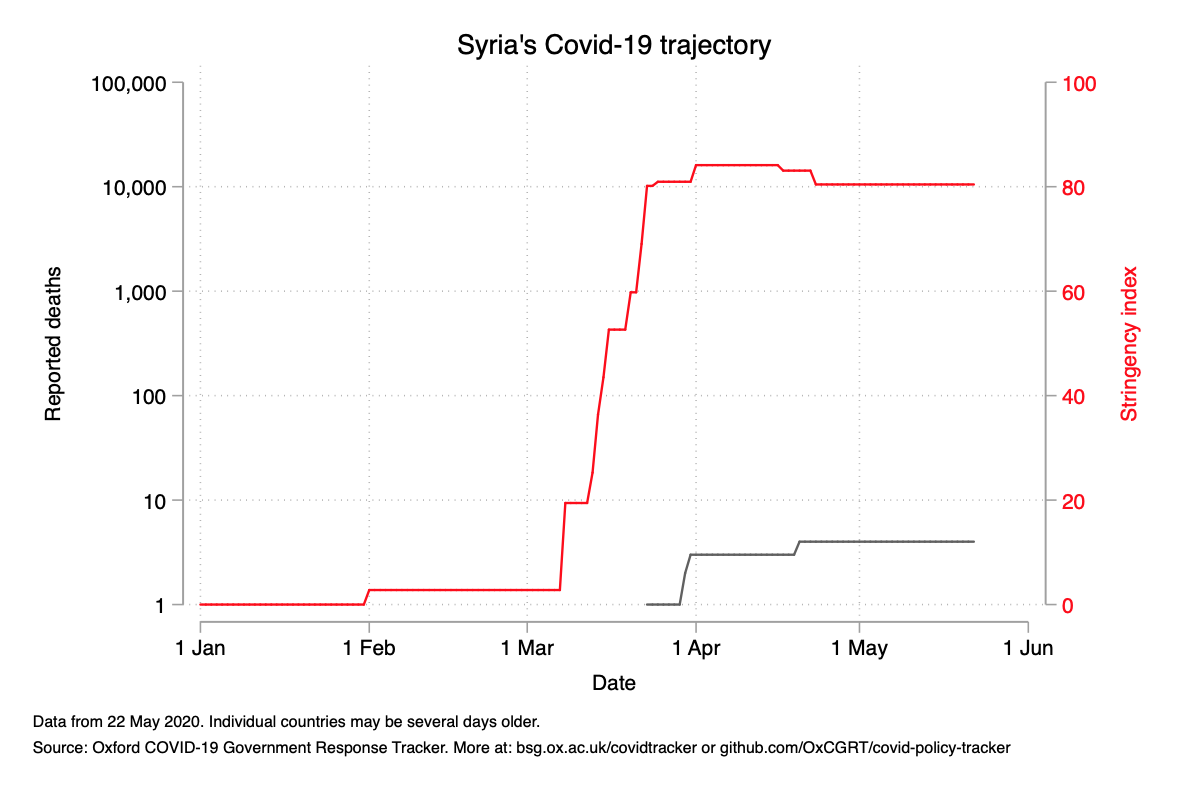 Syria's Covid-19 trajectory
100,000
10,000
1,000
100
10
1
Reported deaths
100
80
60
40
20
0
Stringency index
1 Jan 1 Feb 1 Mar 1 Apr 1 May 1 Jun
Date
Data from 22 May 2020. Individual countries may be several days older.
Source: Oxford COVID-19 Government Response Tracker. More at: bsg.ox.ac.uk/covidtracker or github.com/OxCGRT/covid-policy-tracker